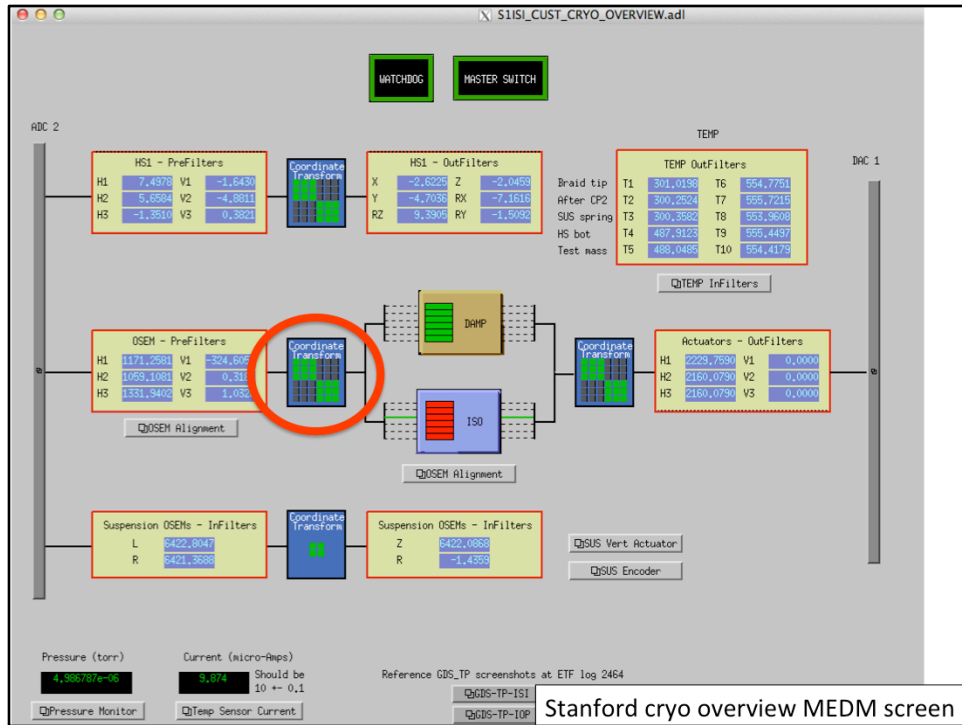 S1ISI_CUST_CRYO_OVERVIEW.adl
WATCHDOG
MASTER SWITCH
ADC 2
TEMP
DAC 1
HS1 - PreFilters
H1 7.4978 V1 -1.6430
H2 5.6584 V2 -4.8811
H3 -1.3510 V3 0.3821
Coordinate
Transform
HS1 - OutFilters
X -2.6225 Z -2.0459
Y -4.7036 RX -7.1616
RZ 9.3905 RY -1.5092
TEMP OutFilters
Braid tip T1 301.0198 T6 554.7751
After CP2 T2 300.2524 T7 555.7215
SUS spring T3 300.3582 T8 553.9608
HS bot T4 487.9123 T9 555.4497
Test mass T5 488.0485 T10 554.4179
TEMP InFilters
OSEM - PreFilters
H1 1171.2581 V1
H2 1059.1081 V2
H3 1331.9402 V3
OSEM Alignment
Coordinate
Transform
DAMP
ISO
OSEM Alignment
Coordinate
Transform
Actuators - OutFilters
H1 2229.7590 V1 0.0000
H2 2160.0790 V2 0.0000
H3 2160.0790 V3 0.0000
Suspension OSEMs - InFilters
L 6422.8047
R 6421.3688
Coordinate
Transform
Suspension OSEMs - InFilters
Z 6422.0868
R -1.4359
SUS Vert Actuator
SUS Encoder
Pressure (torr)
4.986787e-06
Pressure Monitor
Current (micro-Amps)
9.874
Should be
10 +- 0.1
Temp Sensor Current
Reference GDS_TP screenshots at ETF log 2464
GDS-TP-ISI
GDS-TP-IOP
Stanford cryo overview MEDM screen